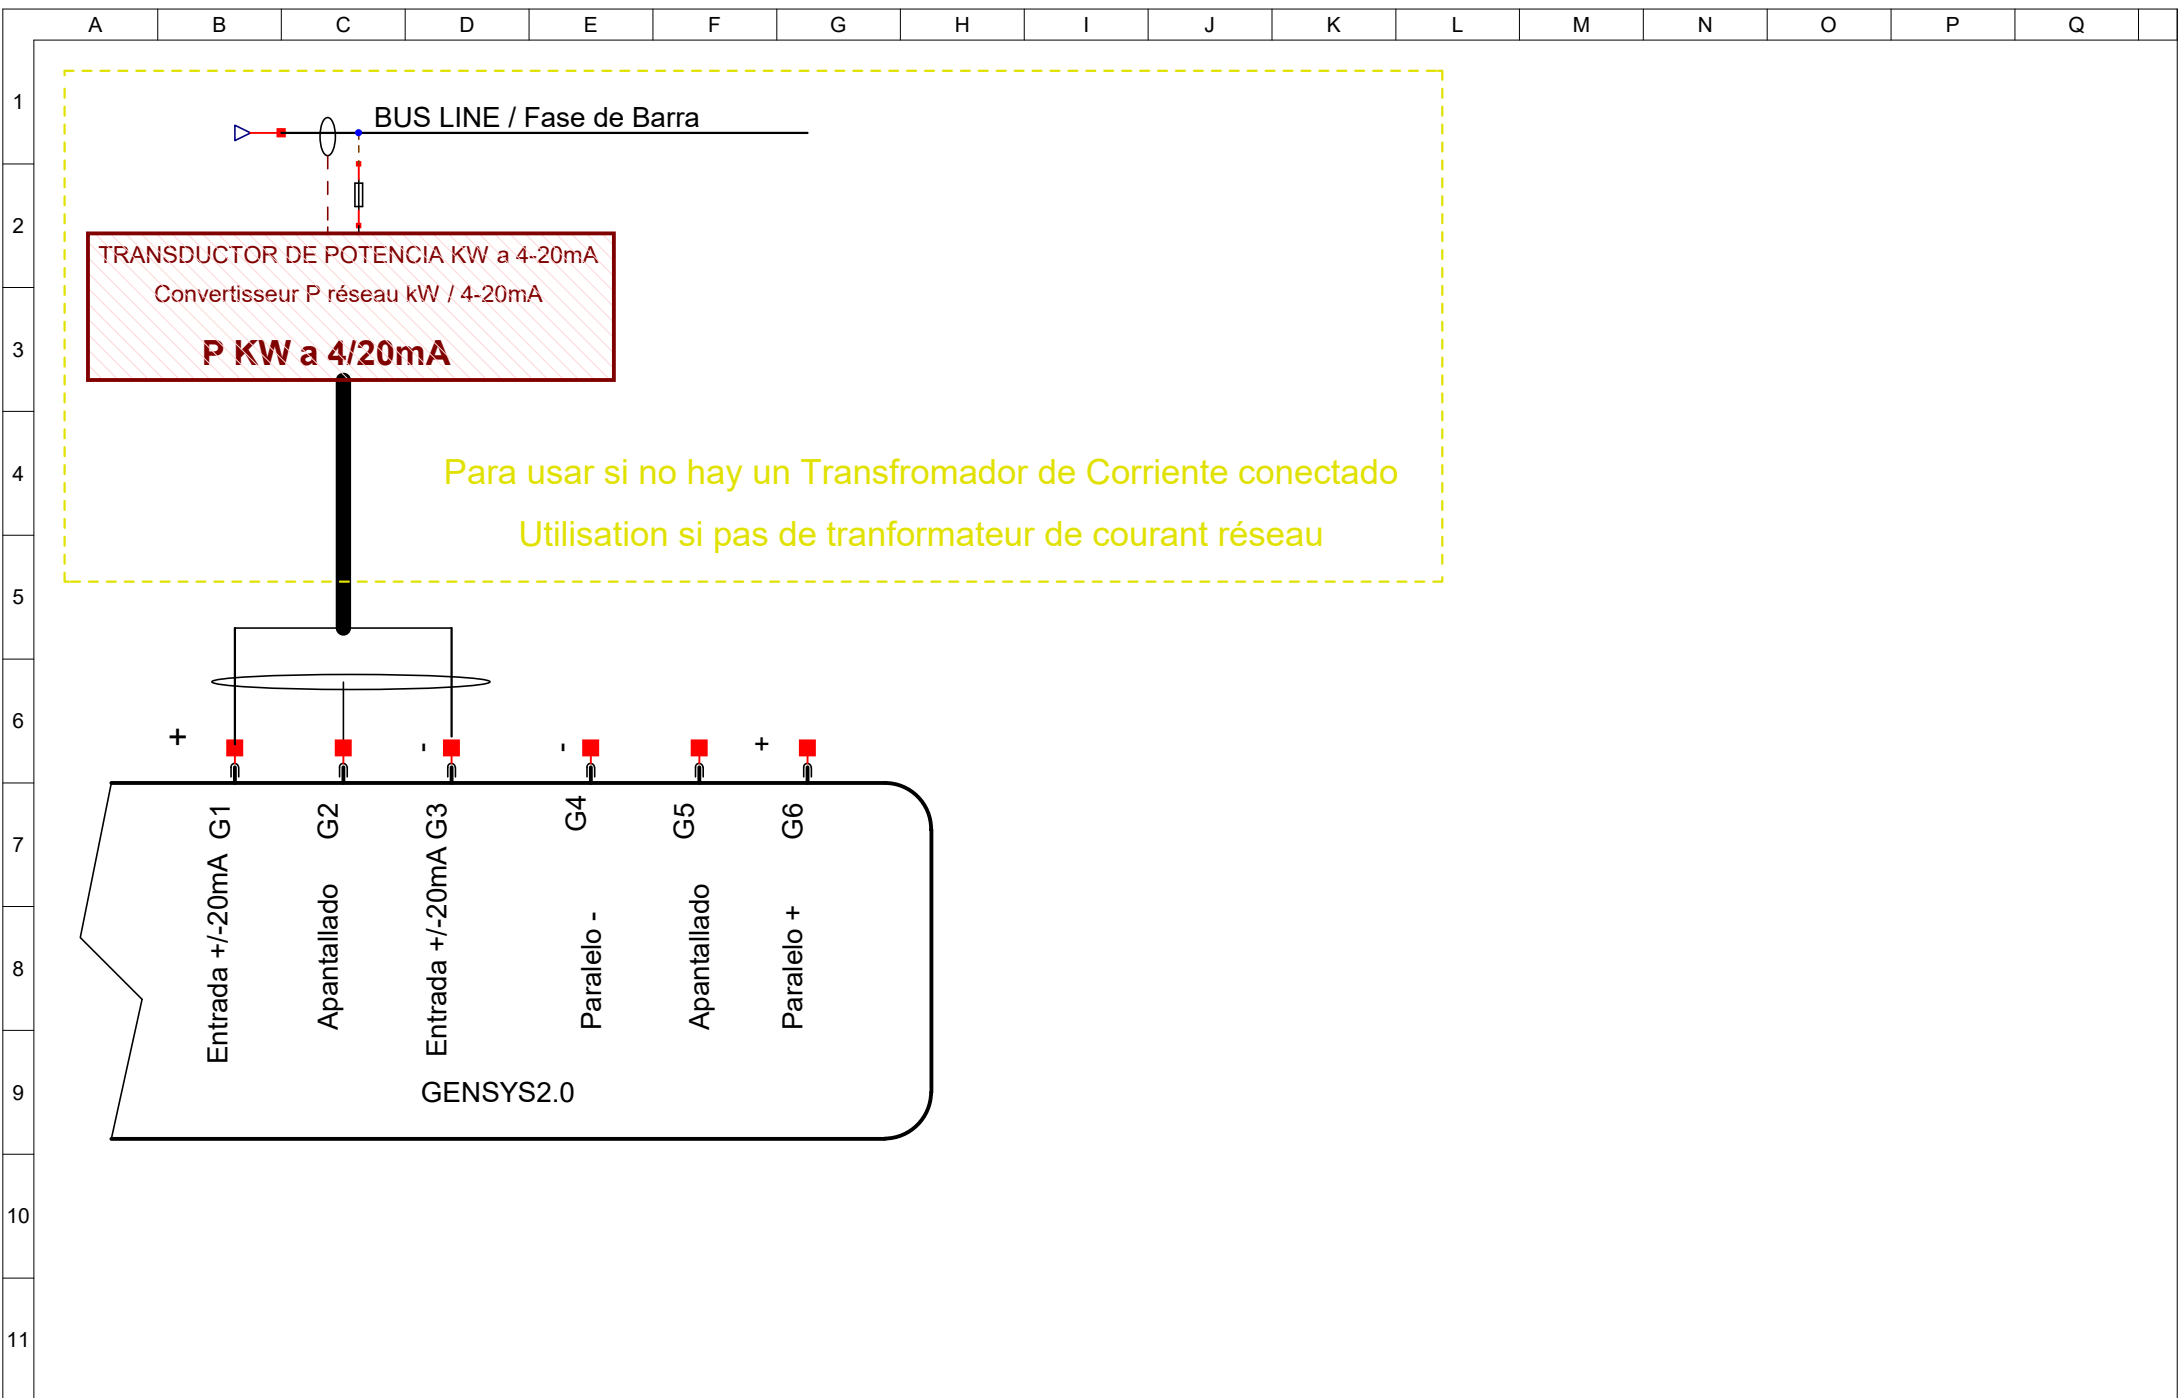 A B C D E F G H I J K L M N O P Q
1
BUS LINE / Fase de Barra
2
TRANSDUCTOR DE POTENCIA KW a 4-20mA
Convertisseur P réseau kW / 4-20mA
3
P KW a 4/20mA
4
Para usar si no hay un Transfromador de Corriente conectado
Utilisation si pas de tranformateur de courant réseau
5
6
+ - - +
7
G1 G2 G3 G4 G5 G6
8
Entrada +/-20mA
Apantallado
Entrada +/-20mA
Paralelo -
Apantallado
Paralelo +
9
GENSYS2.0
10
11